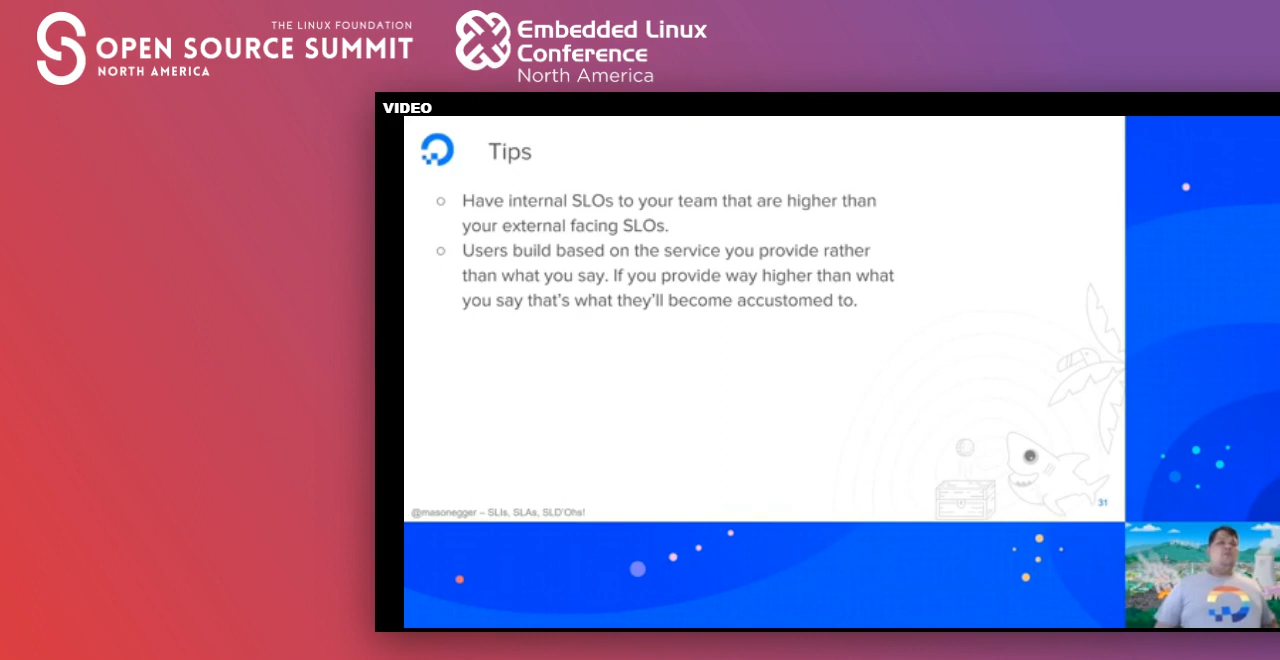 THE LINUX FOUNDATION
OPEN SOURCE SUMMIT
NORTH AMERICA
Embedded Linux
Conference
North America
VIDEO
Tips
Have internal SLOs to your team that are higher than
your external facing SLOs.
Users build based on the service you provide rather
than what you say. If you provide way higher than what
you say that's what they'll become accustomed to.
31
@masonegger – SLIs, SLAs, SLD'Ohs!